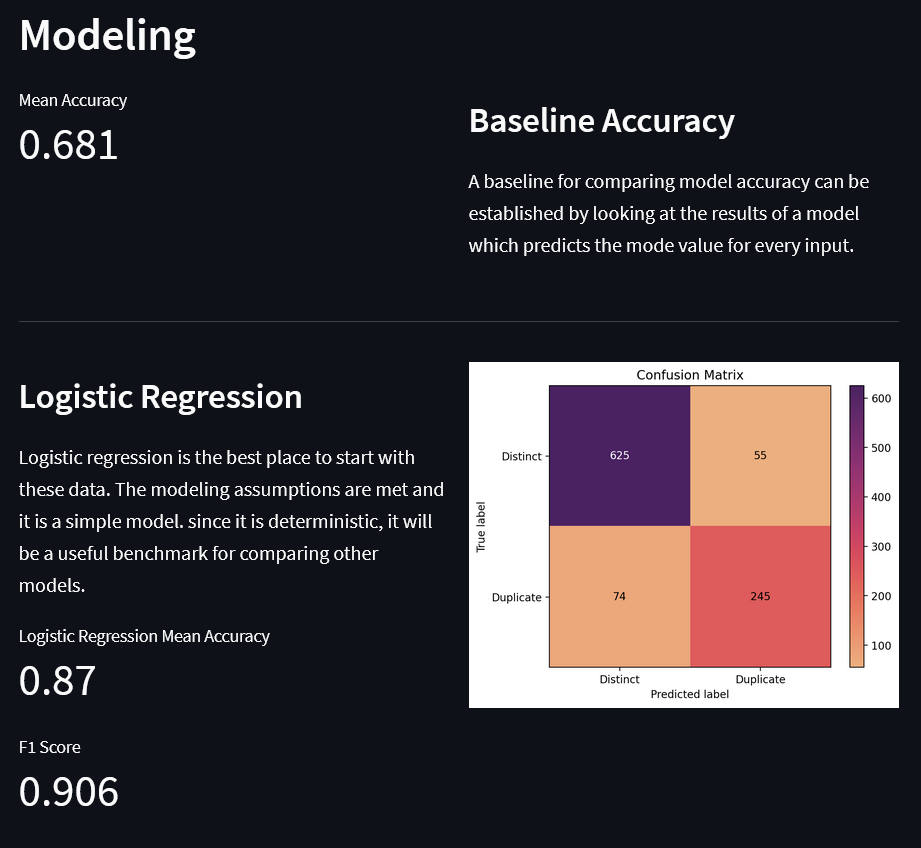 Modeling
Mean Accuracy
0.681
Baseline Accuracy
A baseline for comparing model accuracy can be
established by looking at the results of a model
which predicts the mode value for every input.
Logistic Regression
Logistic regression is the best place to start with
these data. The modeling assumptions are met and
it is a simple model. since it is deterministic, it will
be a useful benchmark for comparing other
models.
Logistic Regression Mean Accuracy
0.87
F1 Score
0.906
Confusion Matrix
True label
Distinct
625
55
Duplicate
74
245
Distinct
Duplicate
Predicted label
600
500
400
300
200
100